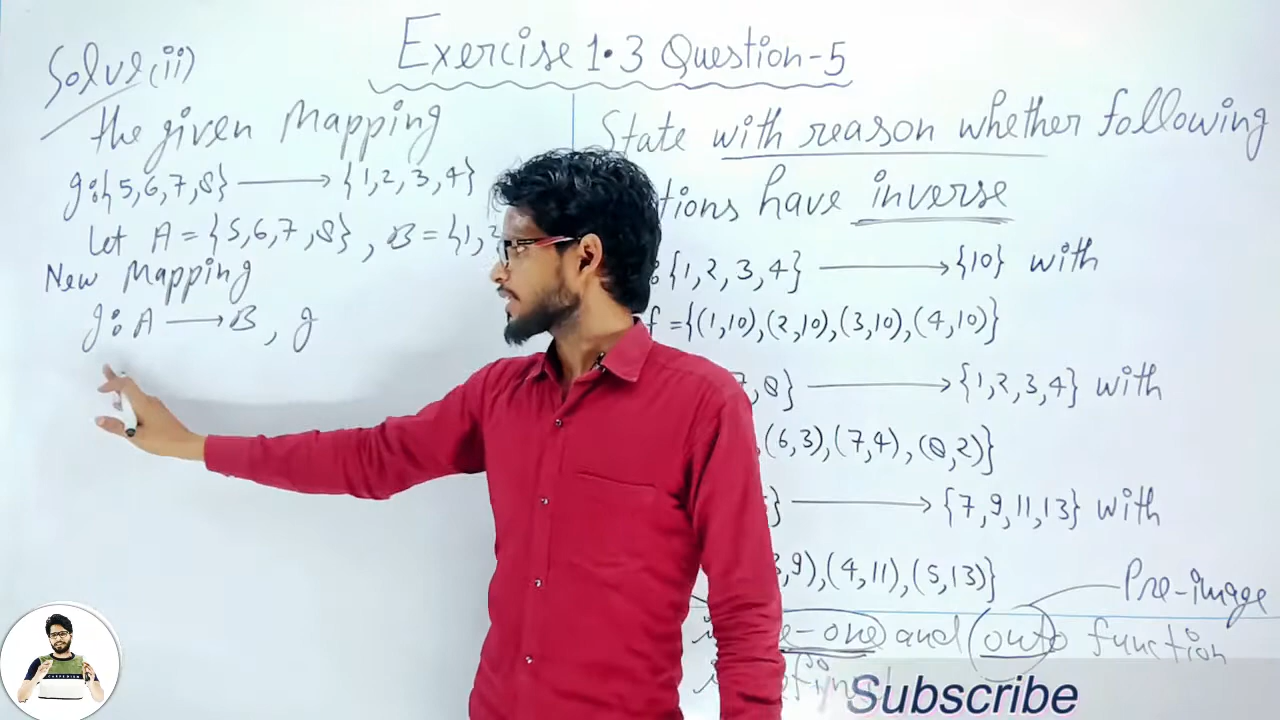 Exercise 1.3 Question-5
Solve(ii)
the given Mapping
g:{5,6,7,8} → {1,2,3,4}
let A = {5,6,7,8}, B = {1,2
New Mapping
g: A → B, g
State with reason whether following
tions have inverse
: {1,2,3,4} → {10} with
f = {(1,10),(2,10),(3,10),(4,10)}
7,8} → {1,2,3,4} with
(6,3),(7,4),(8,2)}
} → {7,9,11,13} with
,9),(4,11),(5,13)}
Pre-image
e-one and onto function
Subscribe